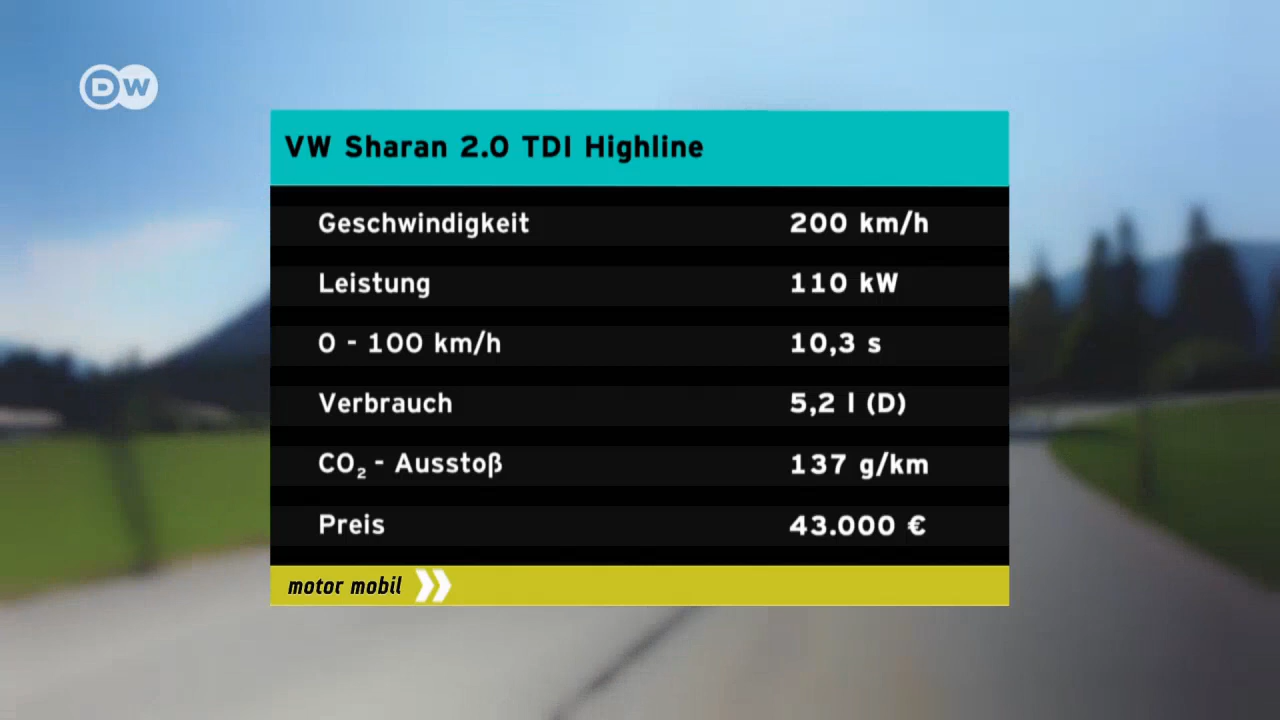 DW
VW Sharan 2.0 TDI Highline
Geschwindigkeit 200 km/h
Leistung 110 kW
0 - 100 km/h 10,3 s
Verbrauch 5,2 l (D)
CO₂ - Ausstoß 137 g/km
Preis 43.000 €
motor mobil